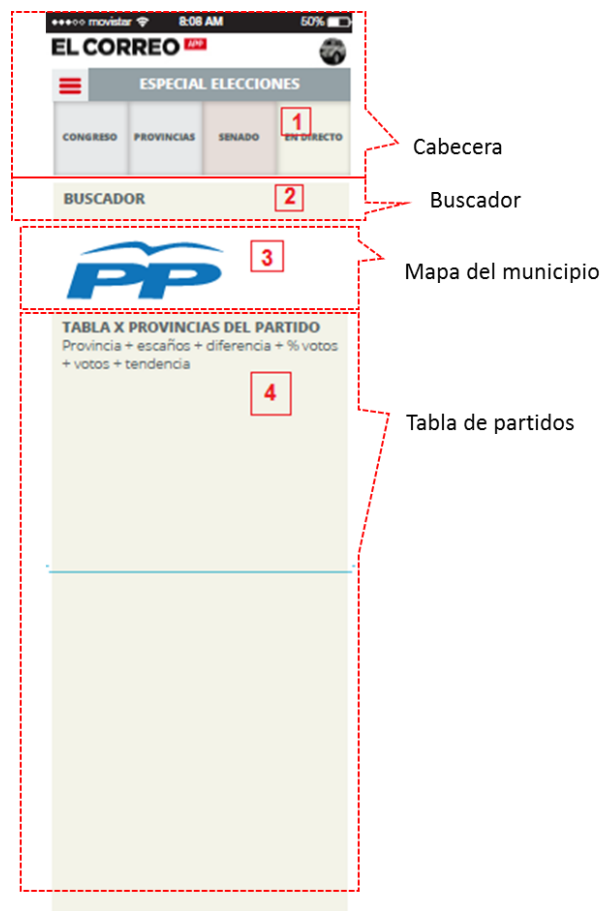 movistar 8:08 AM 50%
EL CORREO APP
ESPECIAL ELECCIONES
1
CONGRESO PROVINCIAS SENADO EN DIRECTO
Cabecera
BUSCADOR 2
Buscador
PP 3
Mapa del municipio
TABLA X PROVINCIAS DEL PARTIDO
Provincia + escaños + diferencia + % votos
+ votos + tendencia
4
Tabla de partidos